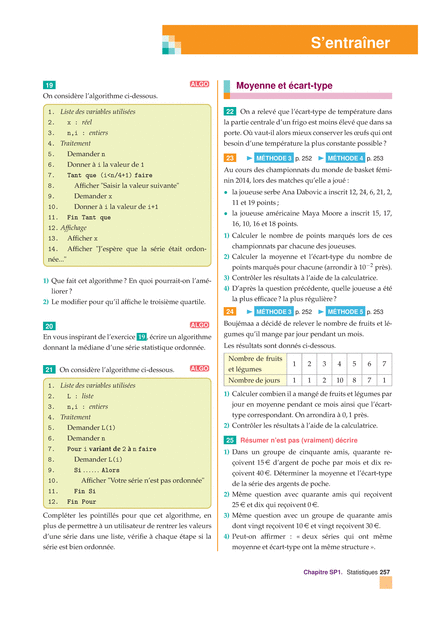 S'entraîner
19 ALGO
On considère l'algorithme ci-dessous.
1. Liste des variables utilisées
2. x : réel
3. n,i : entiers
4. Traitement
5. Demander n
6. Donner à i la valeur de 1
7. Tant que (i<n/4+1) faire
8. Afficher "Saisir la valeur suivante"
9. Demander x
10. Donner à i la valeur de i+1
11. Fin Tant que
12. Affichage
13. Afficher x
14. Afficher "J'espère que la série était ordon-
née..."
1) Que fait cet algorithme ? En quoi pourrait-on l'amé-
liorer ?
2) Le modifier pour qu'il affiche le troisième quartile.
20 ALGO
En vous inspirant de l'exercice 19, écrire un algorithme
donnant la médiane d'une série statistique ordonnée.
21 On considère l'algorithme ci-dessous. ALGO
1. Liste des variables utilisées
2. L : liste
3. n,i : entiers
4. Traitement
5. Demander L(1)
6. Demander n
7. Pour i variant de 2 à n faire
8. Demander L(i)
9. Si ...... Alors
10. Afficher "Votre série n'est pas ordonnée"
11. Fin Si
12. Fin Pour
Compléter les pointillés pour que cet algorithme, en
plus de permettre à un utilisateur de rentrer les valeurs
d'une série dans une liste, vérifie à chaque étape si la
série est bien ordonnée.
Moyenne et écart-type
22 On a relevé que l'écart-type de température dans
la partie centrale d'un frigo est moins élevé que dans sa
porte. Où vaut-il alors mieux conserver les œufs qui ont
besoin d'une température la plus constante possible ?
23 ▶ MÉTHODE 3 p. 252 ▶ MÉTHODE 4 p. 253
Au cours des championnats du monde de basket fémi-
nin 2014, lors des matches qu'elle a joué :
• la joueuse serbe Ana Dabovic a inscrit 12, 24, 6, 21, 2,
11 et 19 points ;
• la joueuse américaine Maya Moore a inscrit 15, 17,
16, 10, 16 et 18 points.
1) Calculer le nombre de points marqués lors de ces
championnats par chacune des joueuses.
2) Calculer la moyenne et l'écart-type du nombre de
points marqués pour chacune (arrondir à 10⁻² près).
3) Contrôler les résultats à l'aide de la calculatrice.
4) D'après la question précédente, quelle joueuse a été
la plus efficace ? la plus régulière ?
24 ▶ MÉTHODE 3 p. 252 ▶ MÉTHODE 5 p. 253
Boujémaa a décidé de relever le nombre de fruits et lé-
gumes qu'il mange par jour pendant un mois.
Les résultats sont donnés ci-dessous.
Nombre de fruits et légumes 1 2 3 4 5 6 7
Nombre de jours 1 1 2 10 8 7 1
1) Calculer combien il a mangé de fruits et légumes par
jour en moyenne pendant ce mois ainsi que l'écart-
type correspondant. On arrondira à 0,1 près.
2) Contrôler les résultats à l'aide de la calculatrice.
25 Résumer n'est pas (vraiment) décrire
1) Dans un groupe de cinquante amis, quarante re-
çoivent 15 € d'argent de poche par mois et dix re-
çoivent 40 €. Déterminer la moyenne et l'écart-type
de la série des argents de poche.
2) Même question avec quarante amis qui reçoivent
25 € et dix qui reçoivent 0 €.
3) Même question avec un groupe de quarante amis
dont vingt reçoivent 10 € et vingt reçoivent 30 €.
4) Peut-on affirmer : « deux séries qui ont même
moyenne et écart-type ont la même structure ».
Chapitre SP1. Statistiques 257